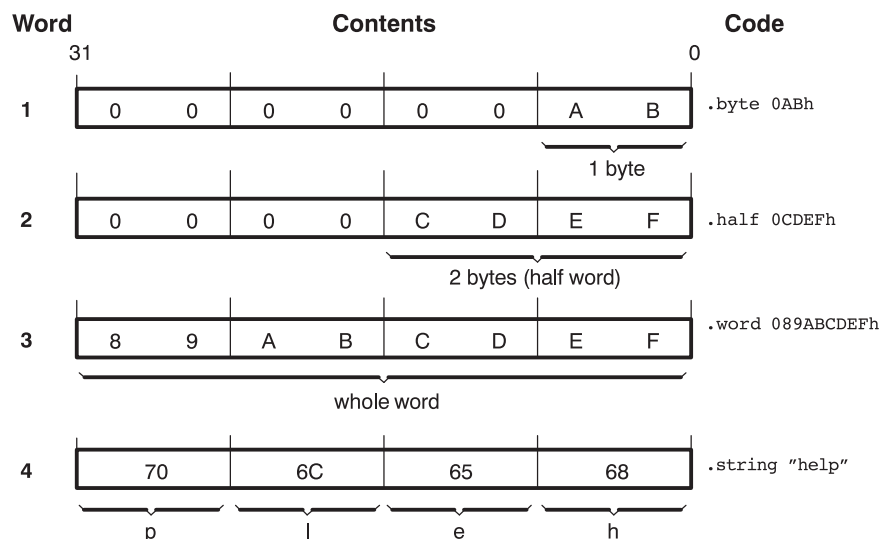 Word Contents Code
31 0
1 0 0 0 0 0 0 A B .byte 0ABh
1 byte
2 0 0 0 0 C D E F .half 0CDEFh
2 bytes (half word)
3 8 9 A B C D E F .word 089ABCDEFh
whole word
4 70 6C 65 68 .string ”help”
p l e h